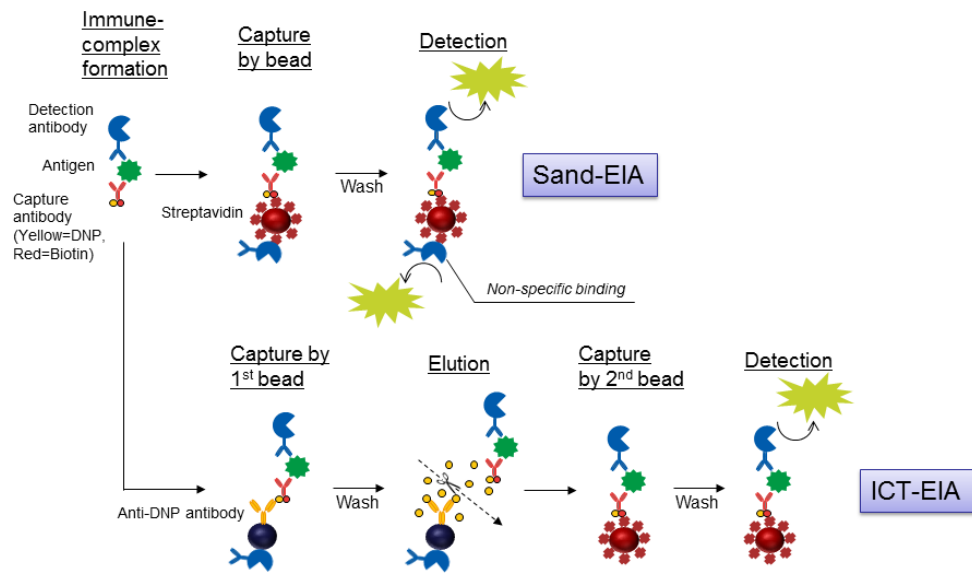 Immune-
complex
formation
Capture
by bead
Detection
Detection
antibody
Antigen
Capture
antibody
(Yellow=DNP,
Red=Biotin)
Streptavidin
Wash
Sand-EIA
Non-specific binding
Capture by
1st bead
Elution
Capture
by 2nd bead
Detection
Anti-DNP antibody
Wash
Wash
ICT-EIA